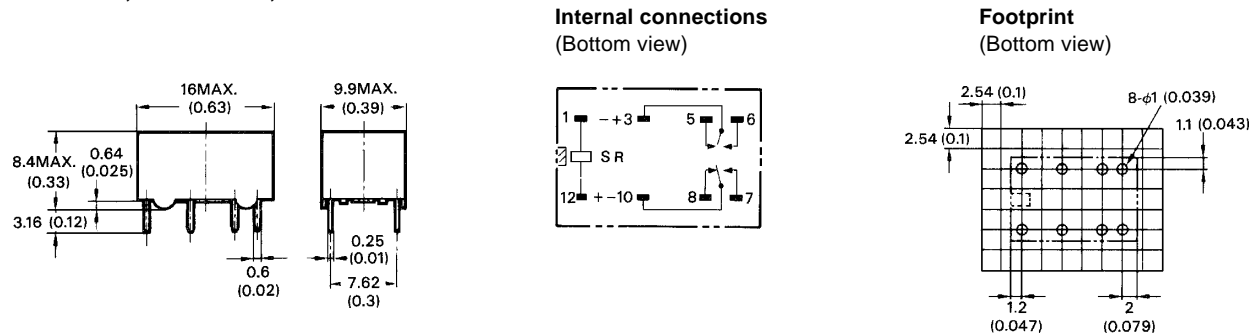 16MAX.
(0.63)
9.9MAX.
(0.39)
8.4MAX.
(0.33)
0.64
(0.025)
3.16 (0.12)
0.25
(0.01)
0.6
(0.02)
7.62
(0.3)
Internal connections
(Bottom view)
1 −+3 5 6
S R
12 +−10 8 7
Footprint
(Bottom view)
2.54 (0.1)
8-φ1 (0.039)
1.1 (0.043)
2.54 (0.1)
1.2
(0.047)
2
(0.079)